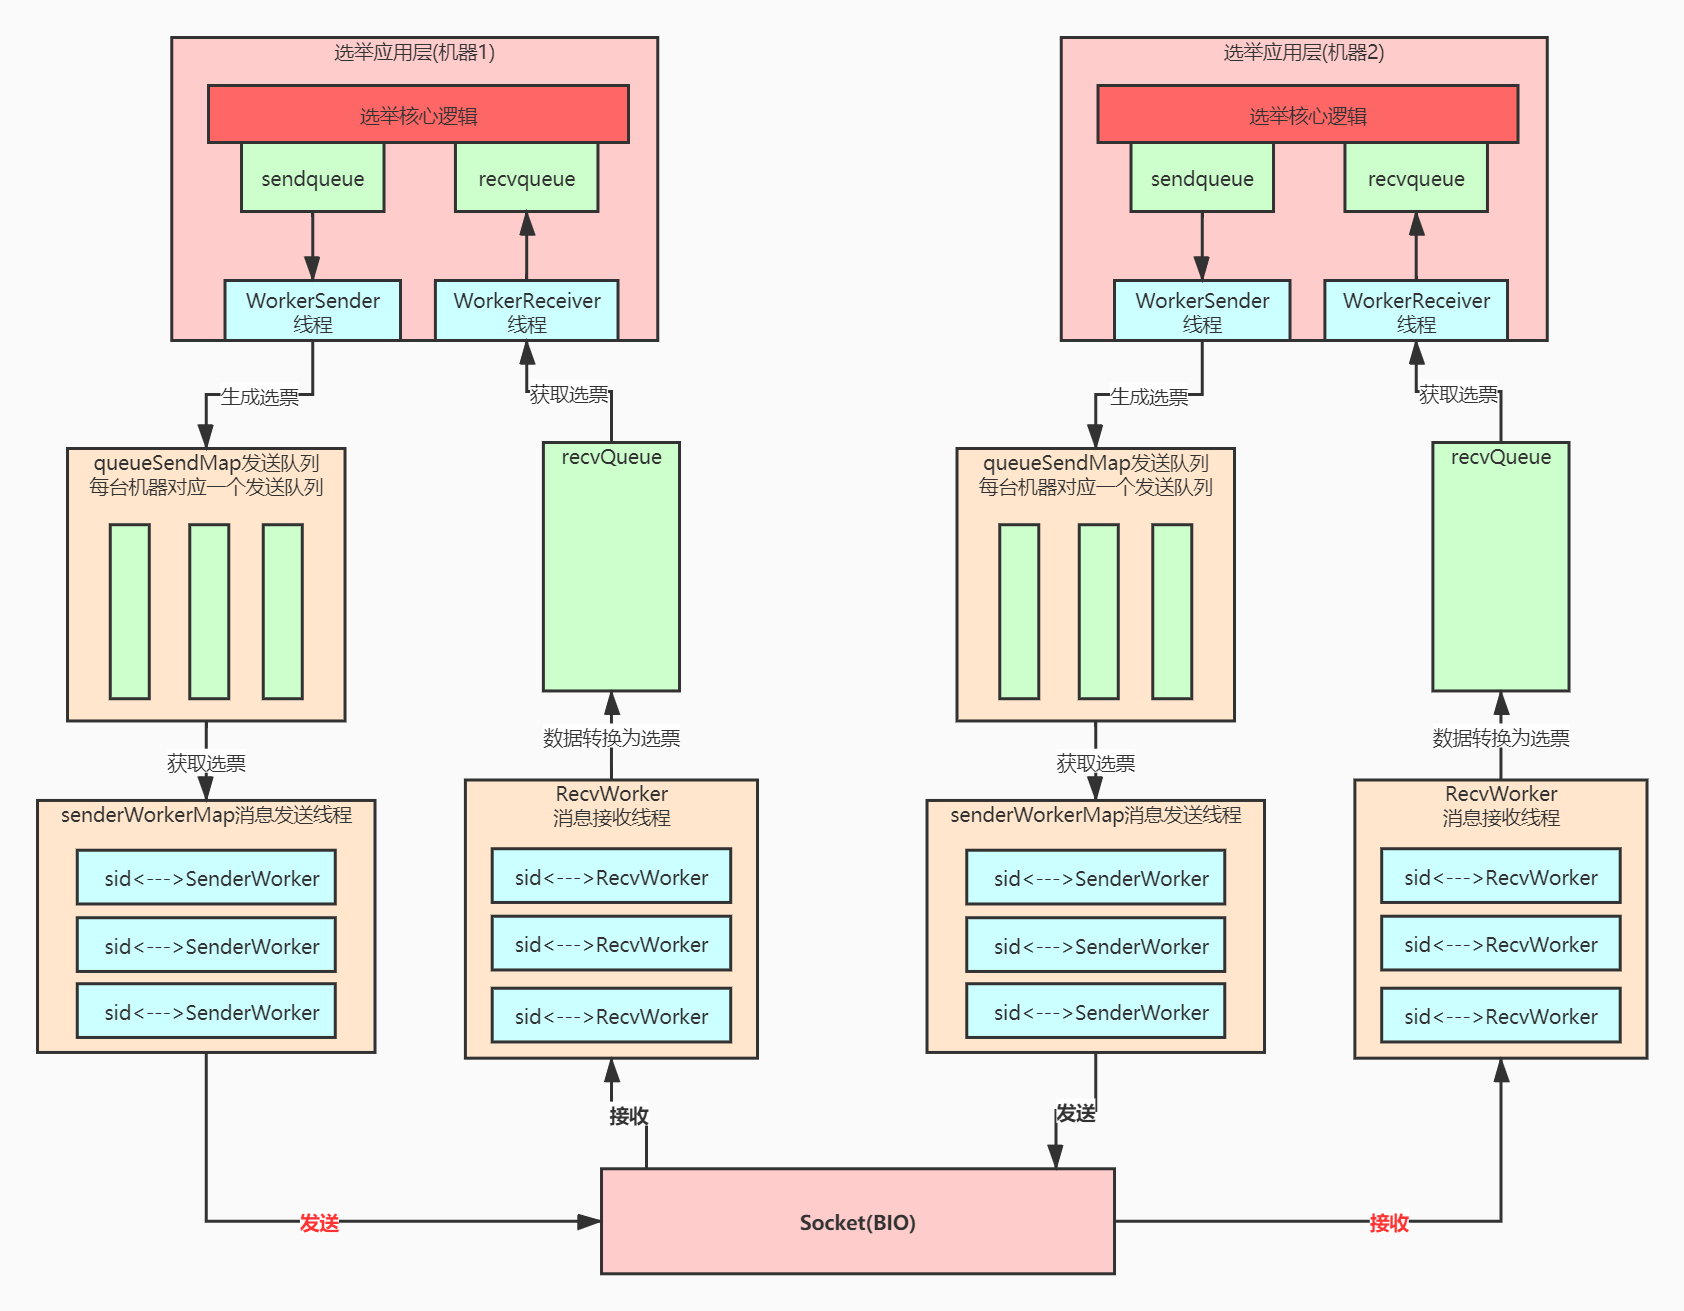 选举应用层(机器1)
选举核心逻辑
sendqueue
recvqueue
WorkerSender
线程
WorkerReceiver
线程
生成选票
获取选票
queueSendMap发送队列
每台机器对应一个发送队列
recvQueue
获取选票
数据转换为选票
senderWorkerMap消息发送线程
sid<--->SenderWorker
sid<--->SenderWorker
sid<--->SenderWorker
RecvWorker
消息接收线程
sid<--->RecvWorker
sid<--->RecvWorker
sid<--->RecvWorker
发送
接收
选举应用层(机器2)
选举核心逻辑
sendqueue
recvqueue
WorkerSender
线程
WorkerReceiver
线程
生成选票
获取选票
queueSendMap发送队列
每台机器对应一个发送队列
recvQueue
获取选票
数据转换为选票
senderWorkerMap消息发送线程
sid<--->SenderWorker
sid<--->SenderWorker
sid<--->SenderWorker
RecvWorker
消息接收线程
sid<--->RecvWorker
sid<--->RecvWorker
sid<--->RecvWorker
发送
接收
Socket(BIO)